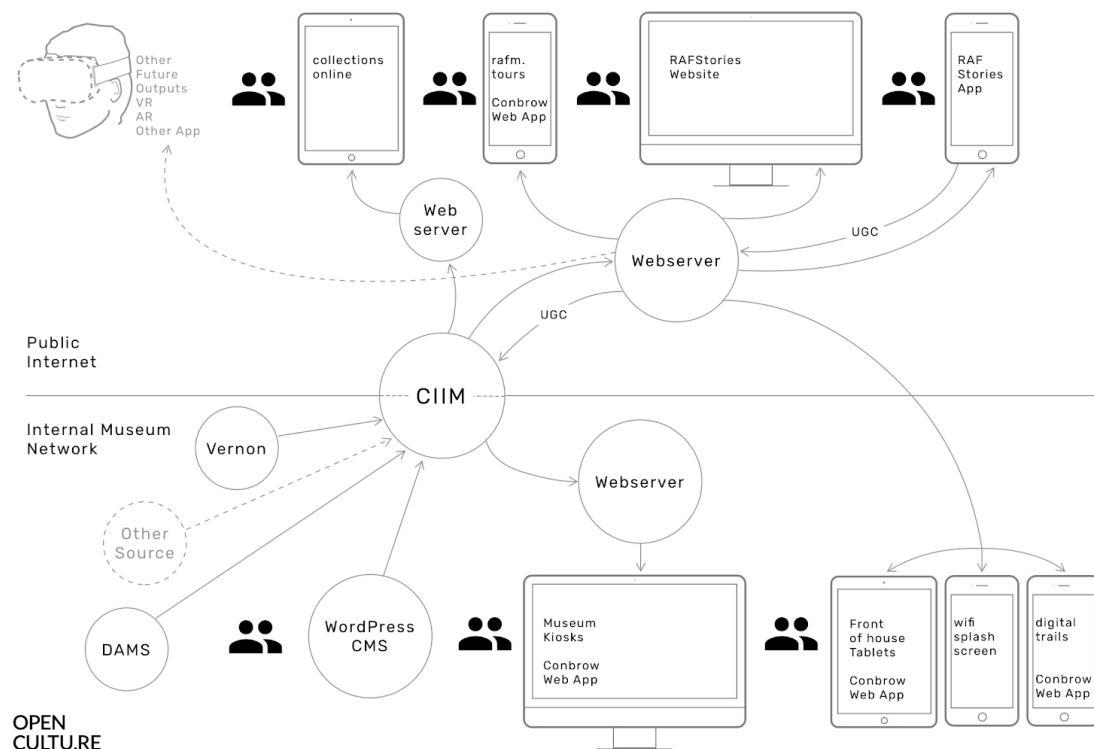 Other
Future
Outputs
VR
AR
Other App
collections
online
rafm.
tours
Conbrow
Web App
RAFStories
Website
RAF
Stories
App
Web
server
Webserver
UGC
UGC
Public
Internet
CIIM
Internal Museum
Network
Vernon
Webserver
Other
Source
DAMS
WordPress
CMS
Museum
Kiosks
Conbrow
Web App
Front
of house
Tablets
Conbrow
Web App
wifi
splash
screen
digital
trails
Conbrow
Web App
OPEN
CULTU.RE